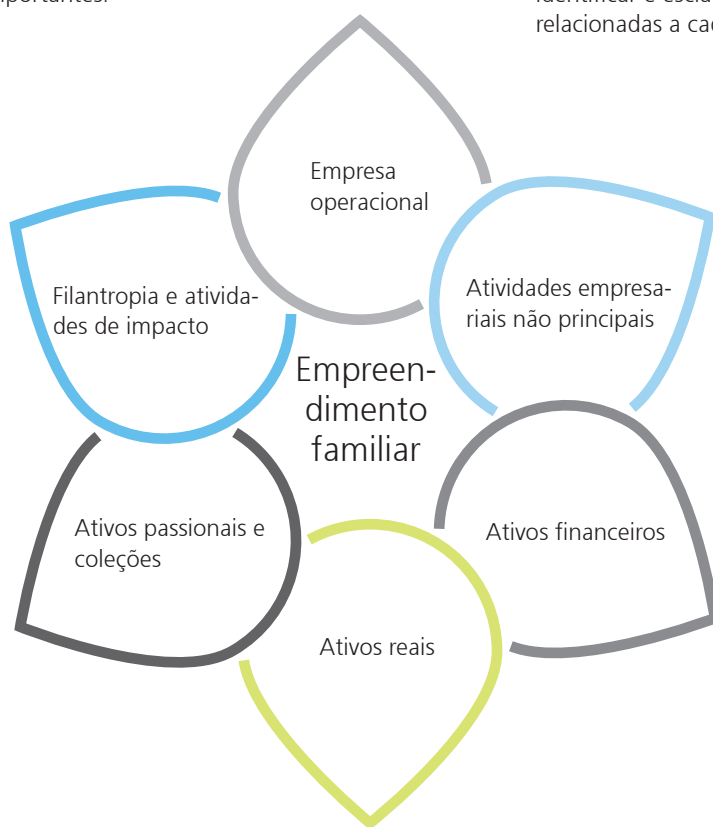 relacionadas a
Empresa
operacional
Atividades empresa-
riais não principais
Filantropia e ativida-
des de impacto
Empreen-
dimento
familiar
Ativos passionais e
coleções
Ativos financeiros
Ativos reais